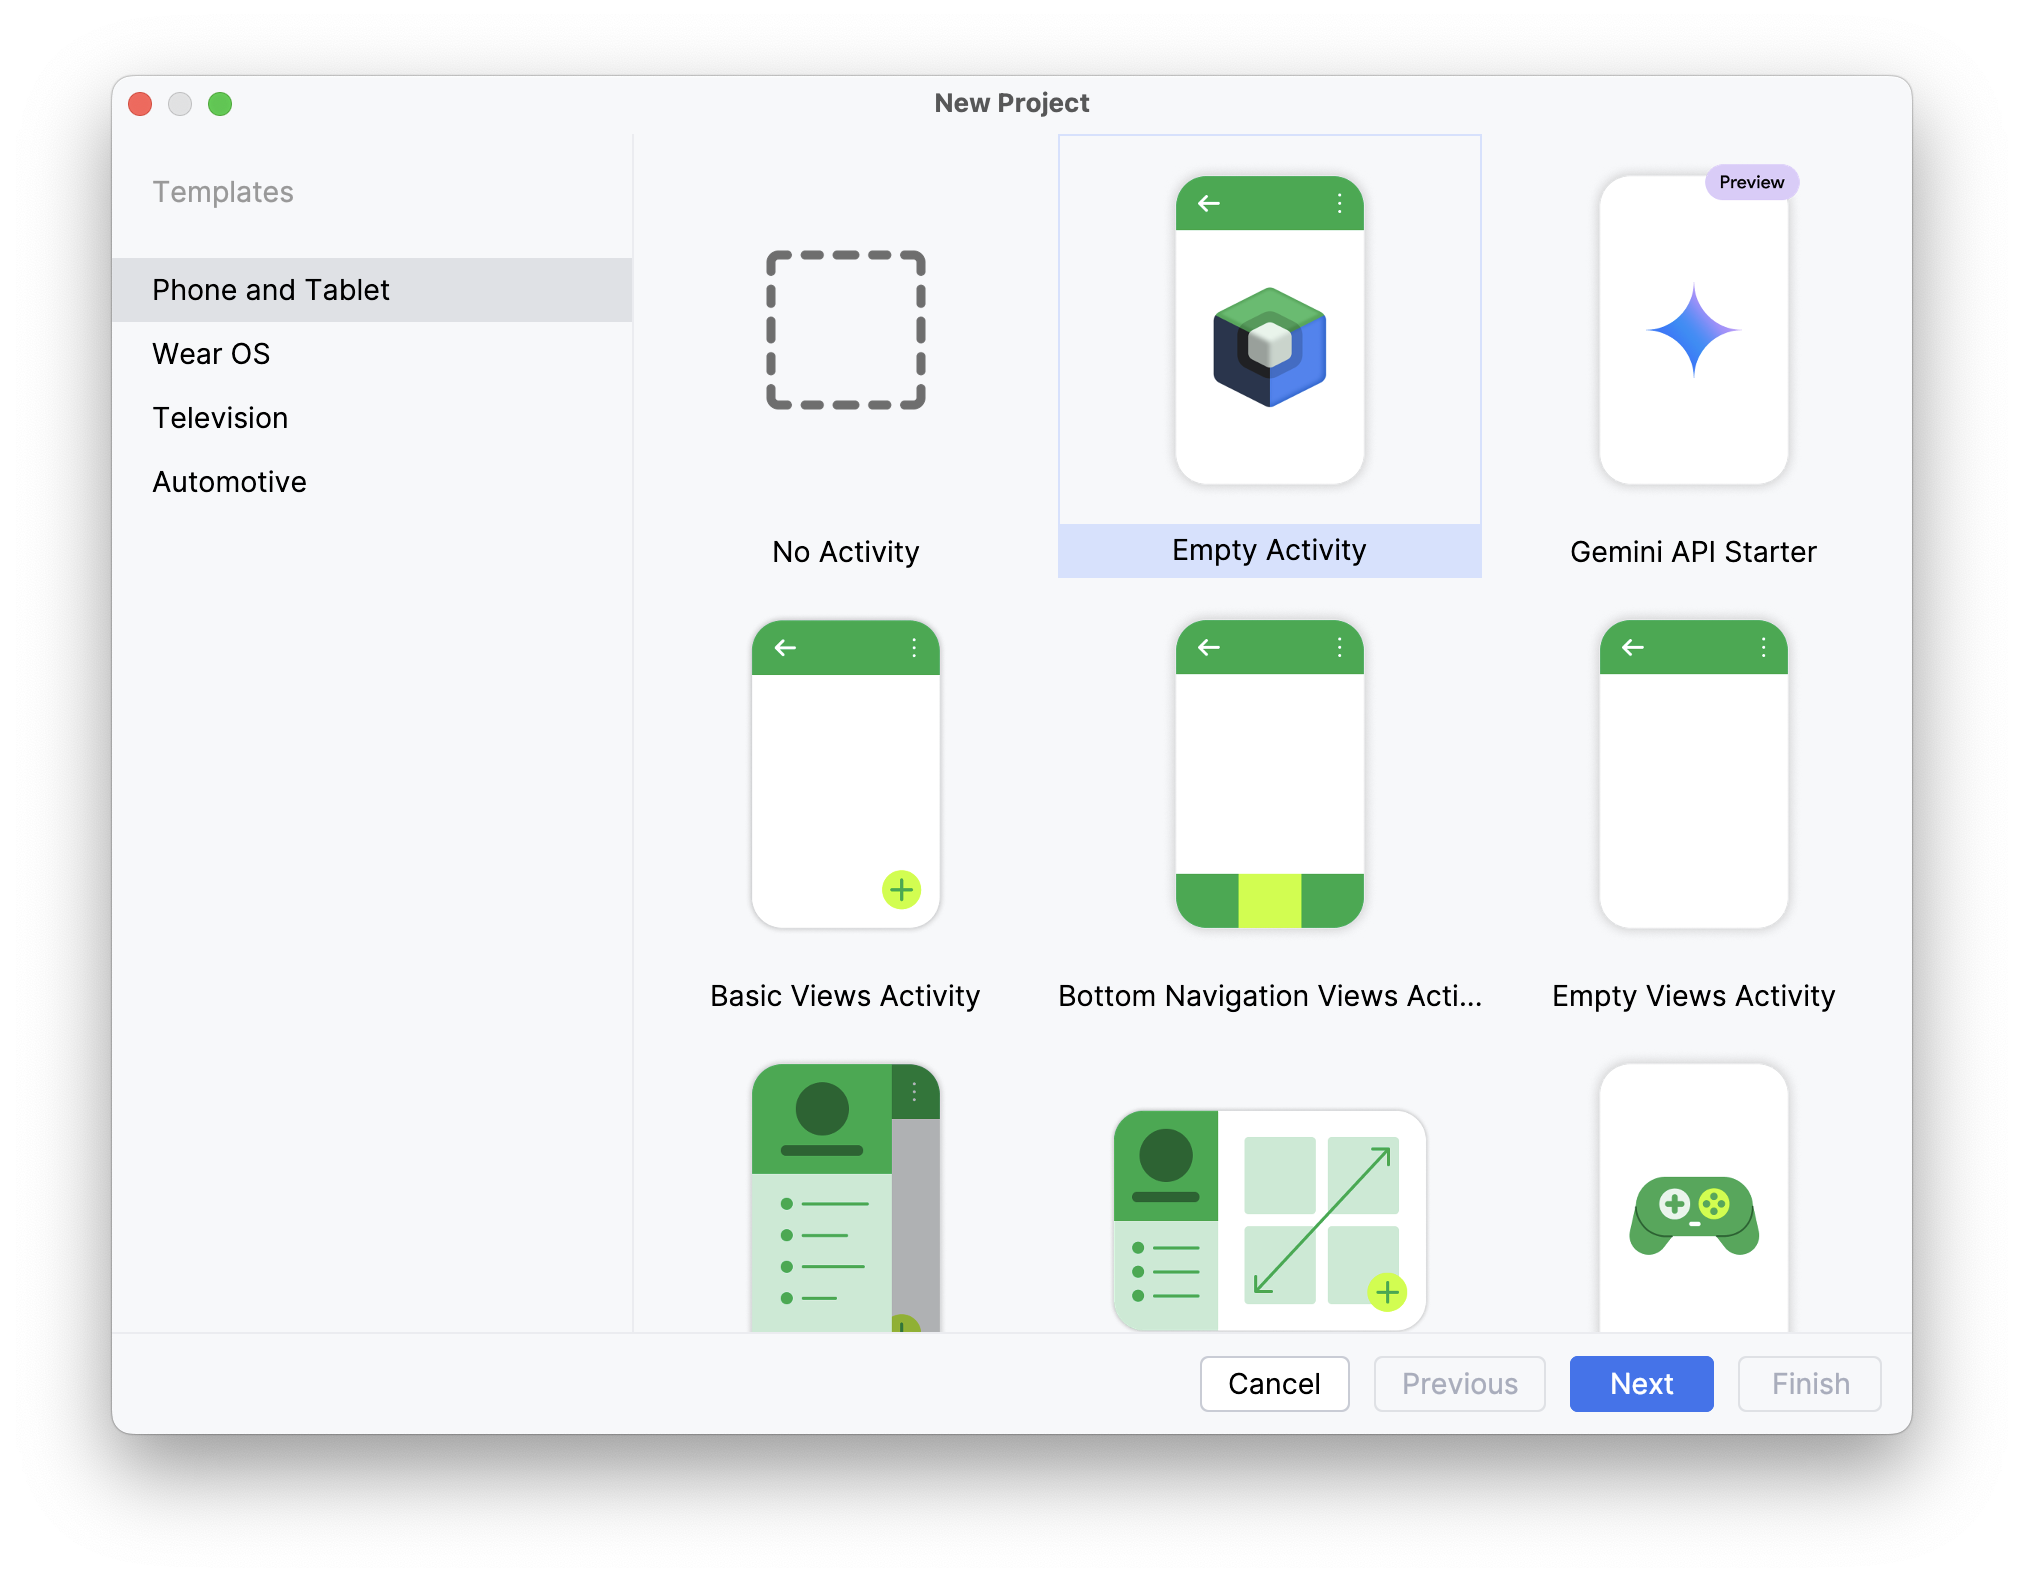 New Project
Templates
Phone and Tablet
Wear OS
Television
Automotive
No Activity
Empty Activity
Preview
Gemini API Starter
Basic Views Activity
Bottom Navigation Views Acti...
Empty Views Activity
Cancel
Previous
Next
Finish